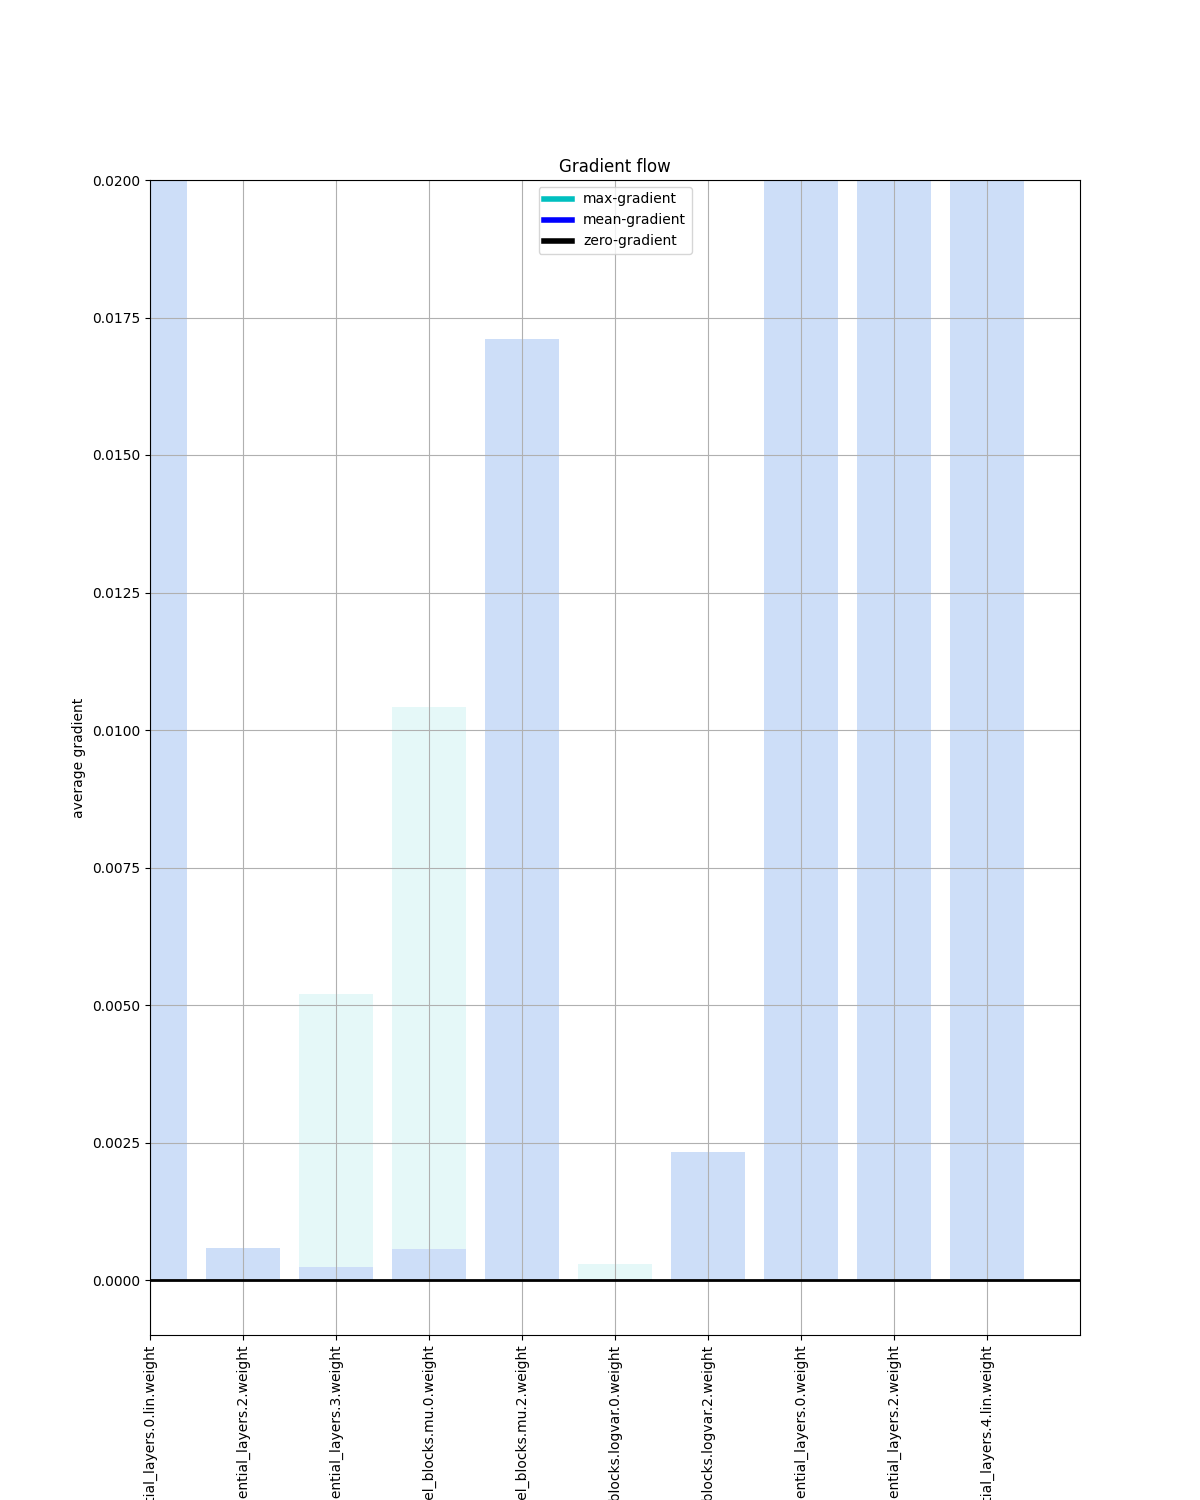 Gradient flow
max-gradient
mean-gradient
zero-gradient
average gradient
0.0200
0.0175
0.0150
0.0125
0.0100
0.0075
0.0050
0.0025
0.0000
tial_layers.0.lin.weight
ential_layers.2.weight
ential_layers.3.weight
el_blocks.mu.0.weight
el_blocks.mu.2.weight
blocks.logvar.0.weight
blocks.logvar.2.weight
ential_layers.0.weight
ential_layers.2.weight
tial_layers.4.lin.weight